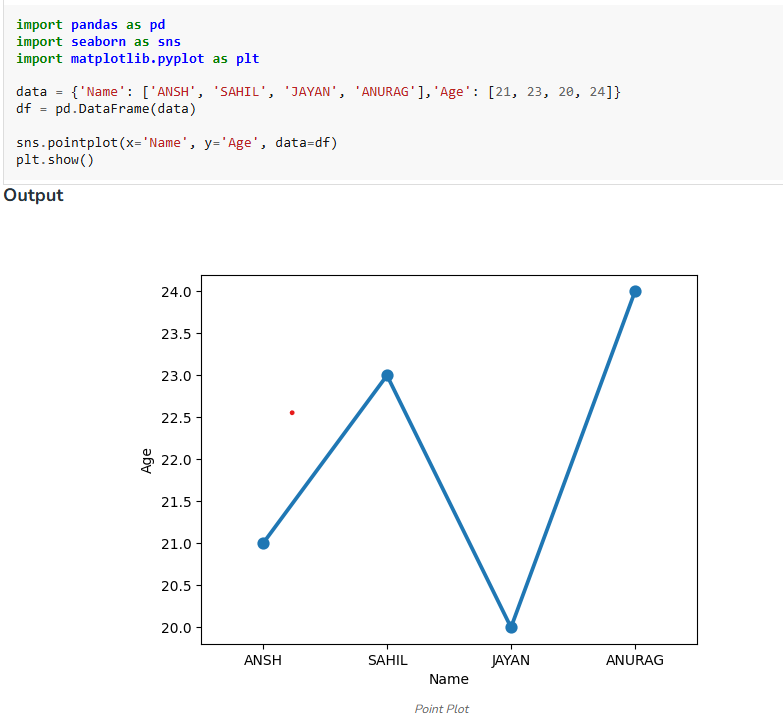 import pandas as pd
import seaborn as sns
import matplotlib.pyplot as plt
data = {'Name': ['ANSH', 'SAHIL', 'JAYAN', 'ANURAG'],'Age': [21, 23, 20, 24]}
df = pd.DataFrame(data)
sns.pointplot(x='Name', y='Age', data=df)
plt.show()
Output
24.0
23.5
23.0
22.5
22.0
21.5
21.0
20.5
20.0
Age
ANSH SAHIL JAYAN ANURAG
Name
Point Plot